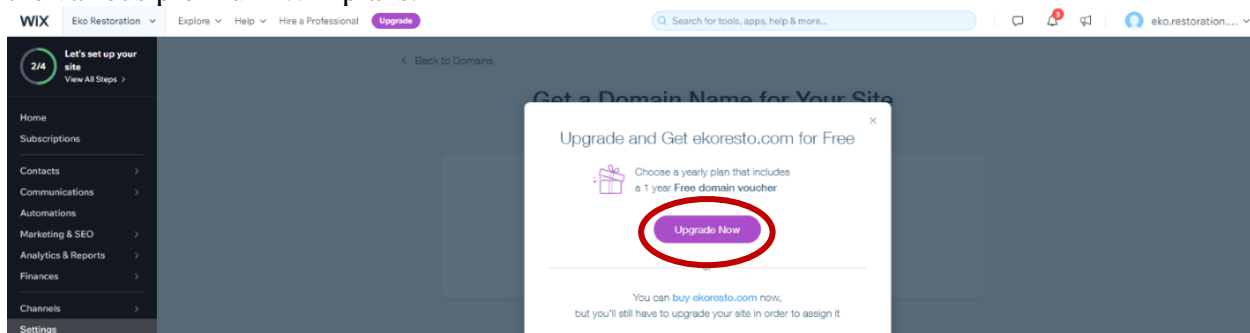 WiX Eko Restoration Explore Help Hire a Professional Upgrade Search for tools, apps, help & more... eko.restoration....
2/4
Let's set up your
site
View All Steps >
Home
Subscriptions
Contacts
Communications
Automations
Marketing & SEO
Analytics & Reports
Finances
Channels
Settings
< Back to Domains
Get a Domain Name for Your Site
Upgrade and Get ekoresto.com for Free
Choose a yearly plan that includes
a 1 year Free domain voucher
Upgrade Now
or
You can buy ekoresto.com now,
but you'll still have to upgrade your site in order to assign it